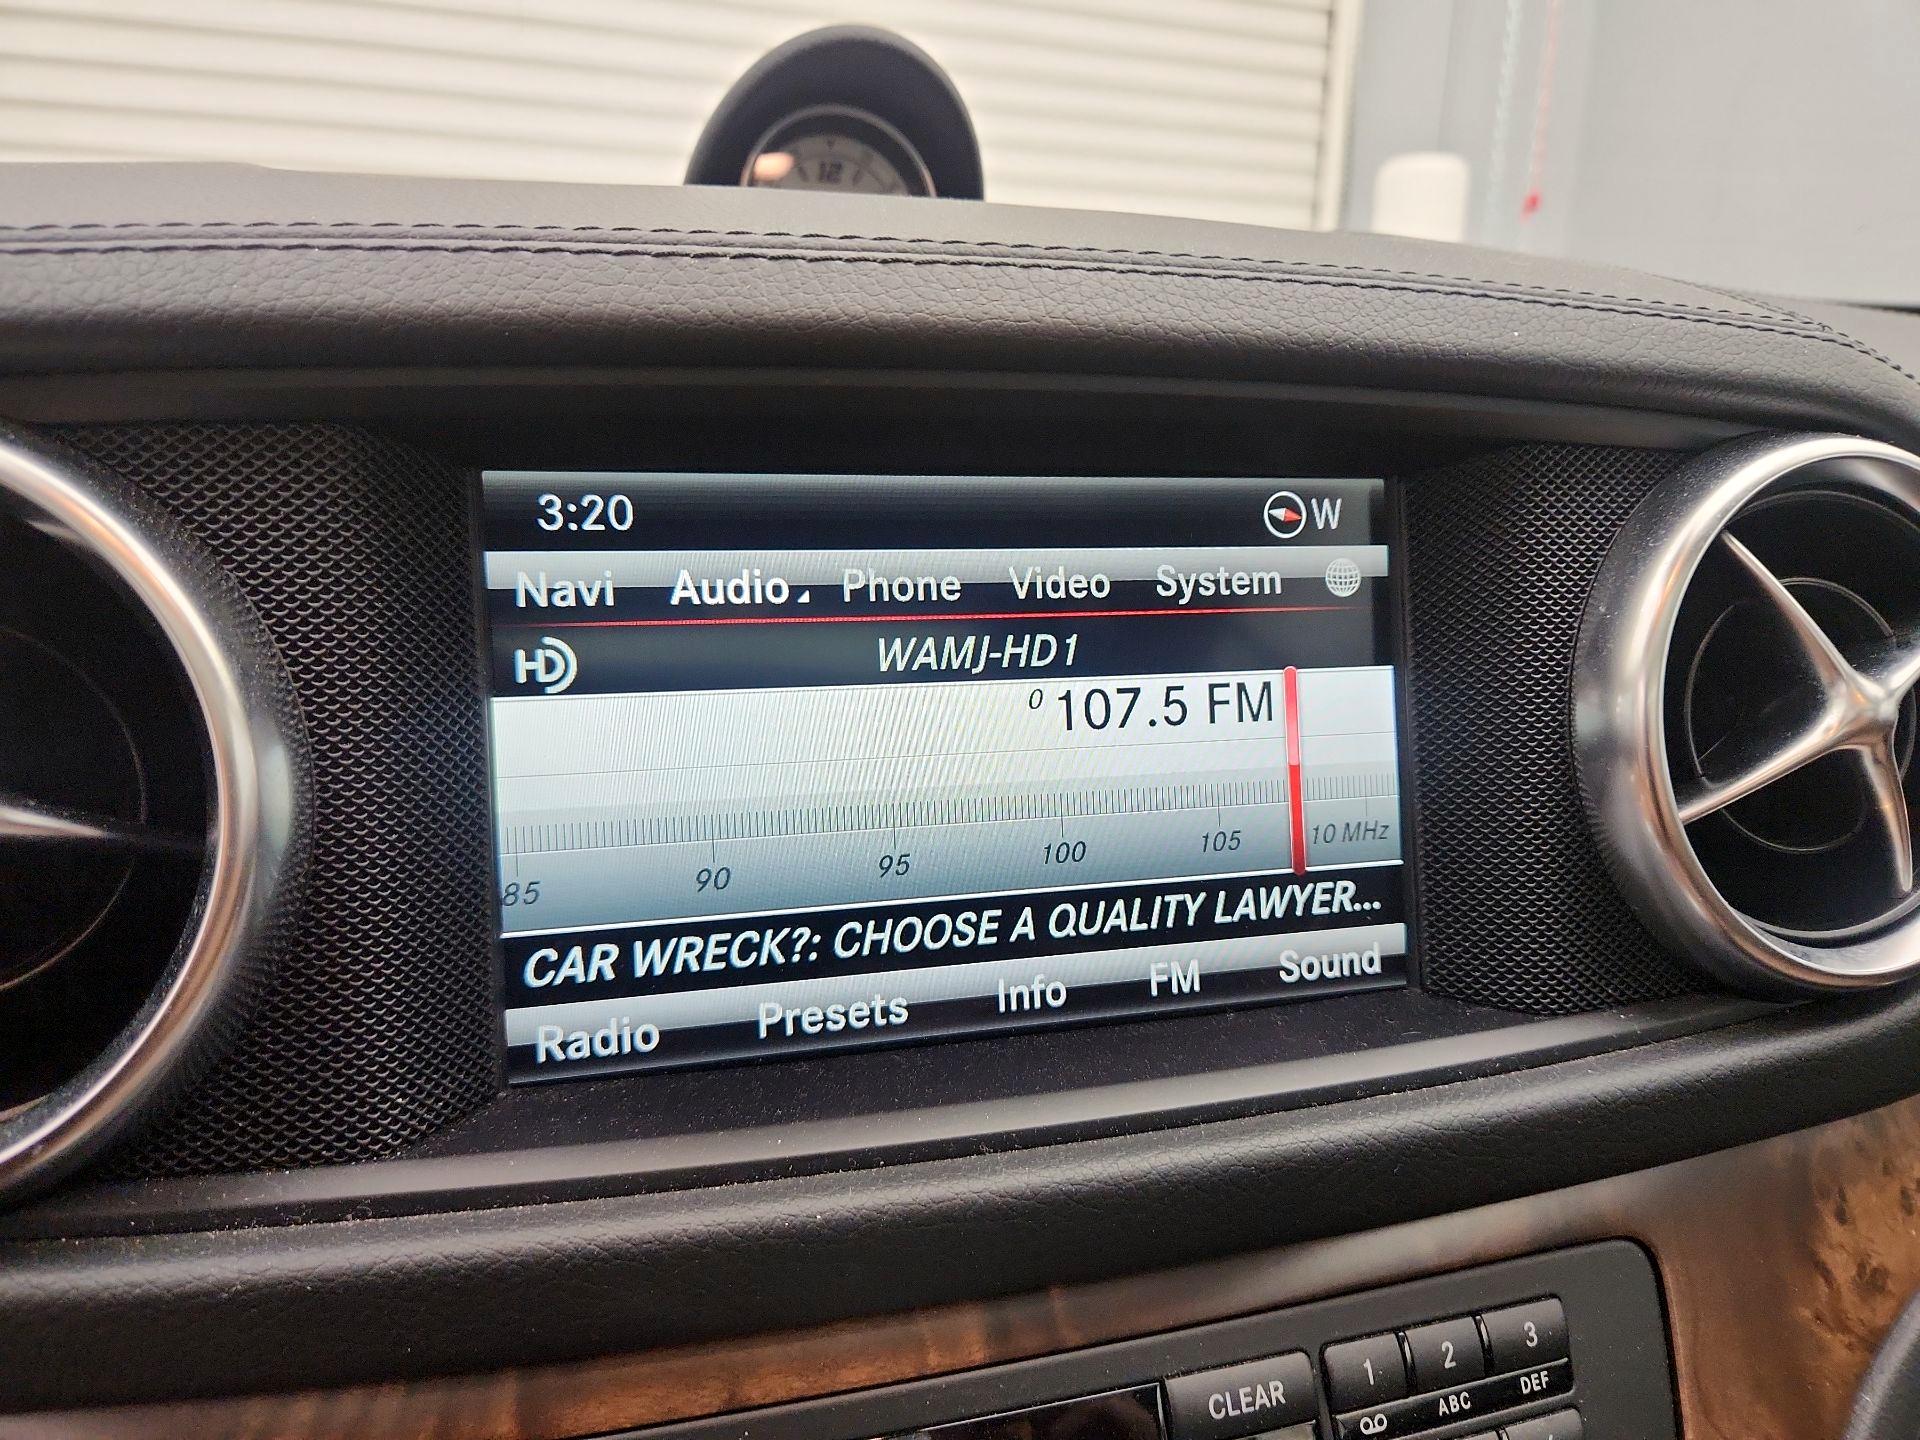 3:20
W
Navi Audio Phone Video System
HD
WAMJ-HD1
0 107.5 FM
85 90 95 100 105 10 MHz
CAR WRECK?: CHOOSE A QUALITY LAWYER...
Radio Presets Info FM Sound
CLEAR 1 2 3
ABC DEF